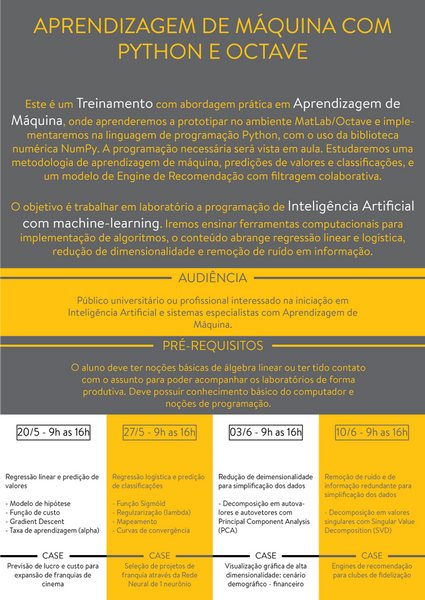 APRENDIZAGEM DE MÁQUINA COM
PYTHON E OCTAVE
Este é um Treinamento com abordagem prática em Aprendizagem de
Máquina, onde aprenderemos a prototipar no ambiente MatLab/Octave e imple-
mentaremos na linguagem de programação Python, com o uso da biblioteca
numérica NumPy. A programação necessária será vista em aula. Estudaremos uma
metodologia de aprendizagem de máquina, predições de valores e classificações, e
um modelo de Engine de Recomendação com filtragem colaborativa.
O objetivo é trabalhar em laboratório a programação de Inteligência Artificial
com machine-learning. Iremos ensinar ferramentas computacionais para
implementação de algoritmos, o conteúdo abrange regressão linear e logística,
redução de dimensionalidade e remoção de ruído em informação.
AUDIÊNCIA
Público universitário ou profissional interessado na iniciação em
Inteligência Artificial e sistemas especialistas com Aprendizagem de
Máquina.
PRÉ-REQUISITOS
O aluno deve ter noções básicas de álgebra linear ou ter tido contato
com o assunto para poder acompanhar os laboratórios de forma
produtiva. Deve possuir conhecimento básico do computador e
noções de programação.
20/5 - 9h as 16h
Regressão linear e predição de
valores
- Modelo de hipótese
- Função de custo
- Gradient Descent
- Taxa de aprendizagem (alpha)
CASE
Previsão de lucro e custo para
expansão de franquias de
cinema
27/5 - 9h as 16h
Regressão logística e predição
de classificações
- Função Sigmóid
- Reguizarização (lambda)
- Mapeamento
- Curvas de convergência
CASE
Seleção de projetos de
franquia através da Rede
Neural de 1 neurônio
03/6 - 9h as 16h
Redução de deimensionalidade
para simplificação dos dados
- Decomposição em autova-
lores e autovetores com
Principal Component Analysis
(PCA)
CASE
Visualização gráfica de alta
dimensionalidade: cenário
demográfico - financeiro
10/6 - 9h as 16h
Remoção de ruído e de
informação redundante para
simplificação dos dados
- Decomposição em valores
singulares com Singular Value
Decomposition (SVD)
CASE
Engines de recomendação
para clubes de fidelização